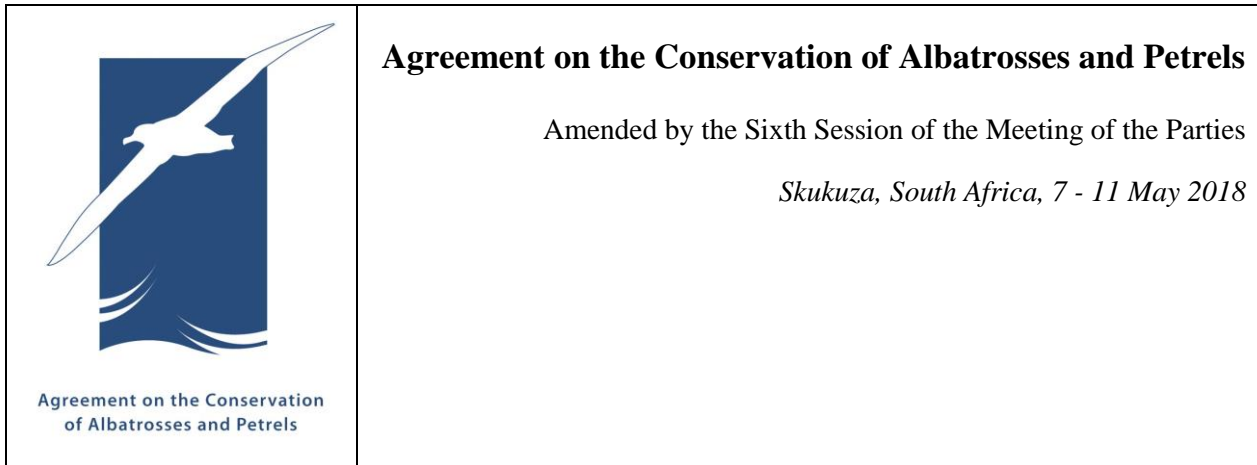 Agreement on the Conservation
of Albatrosses and Petrels
Agreement on the Conservation of Albatrosses and Petrels
Amended by the Sixth Session of the Meeting of the Parties
Skukuza, South Africa, 7 - 11 May 2018